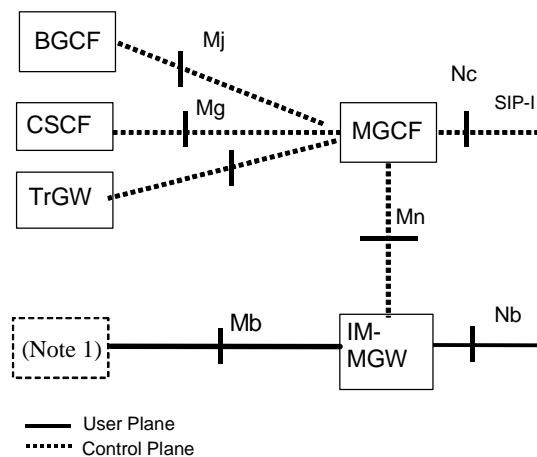 BGCF
Mj
CSCF
Mg
MGCF
Nc
SIP-I
TrGW
Mn
(Note 1)
Mb
IM-
MGW
Nb
User Plane
Control Plane